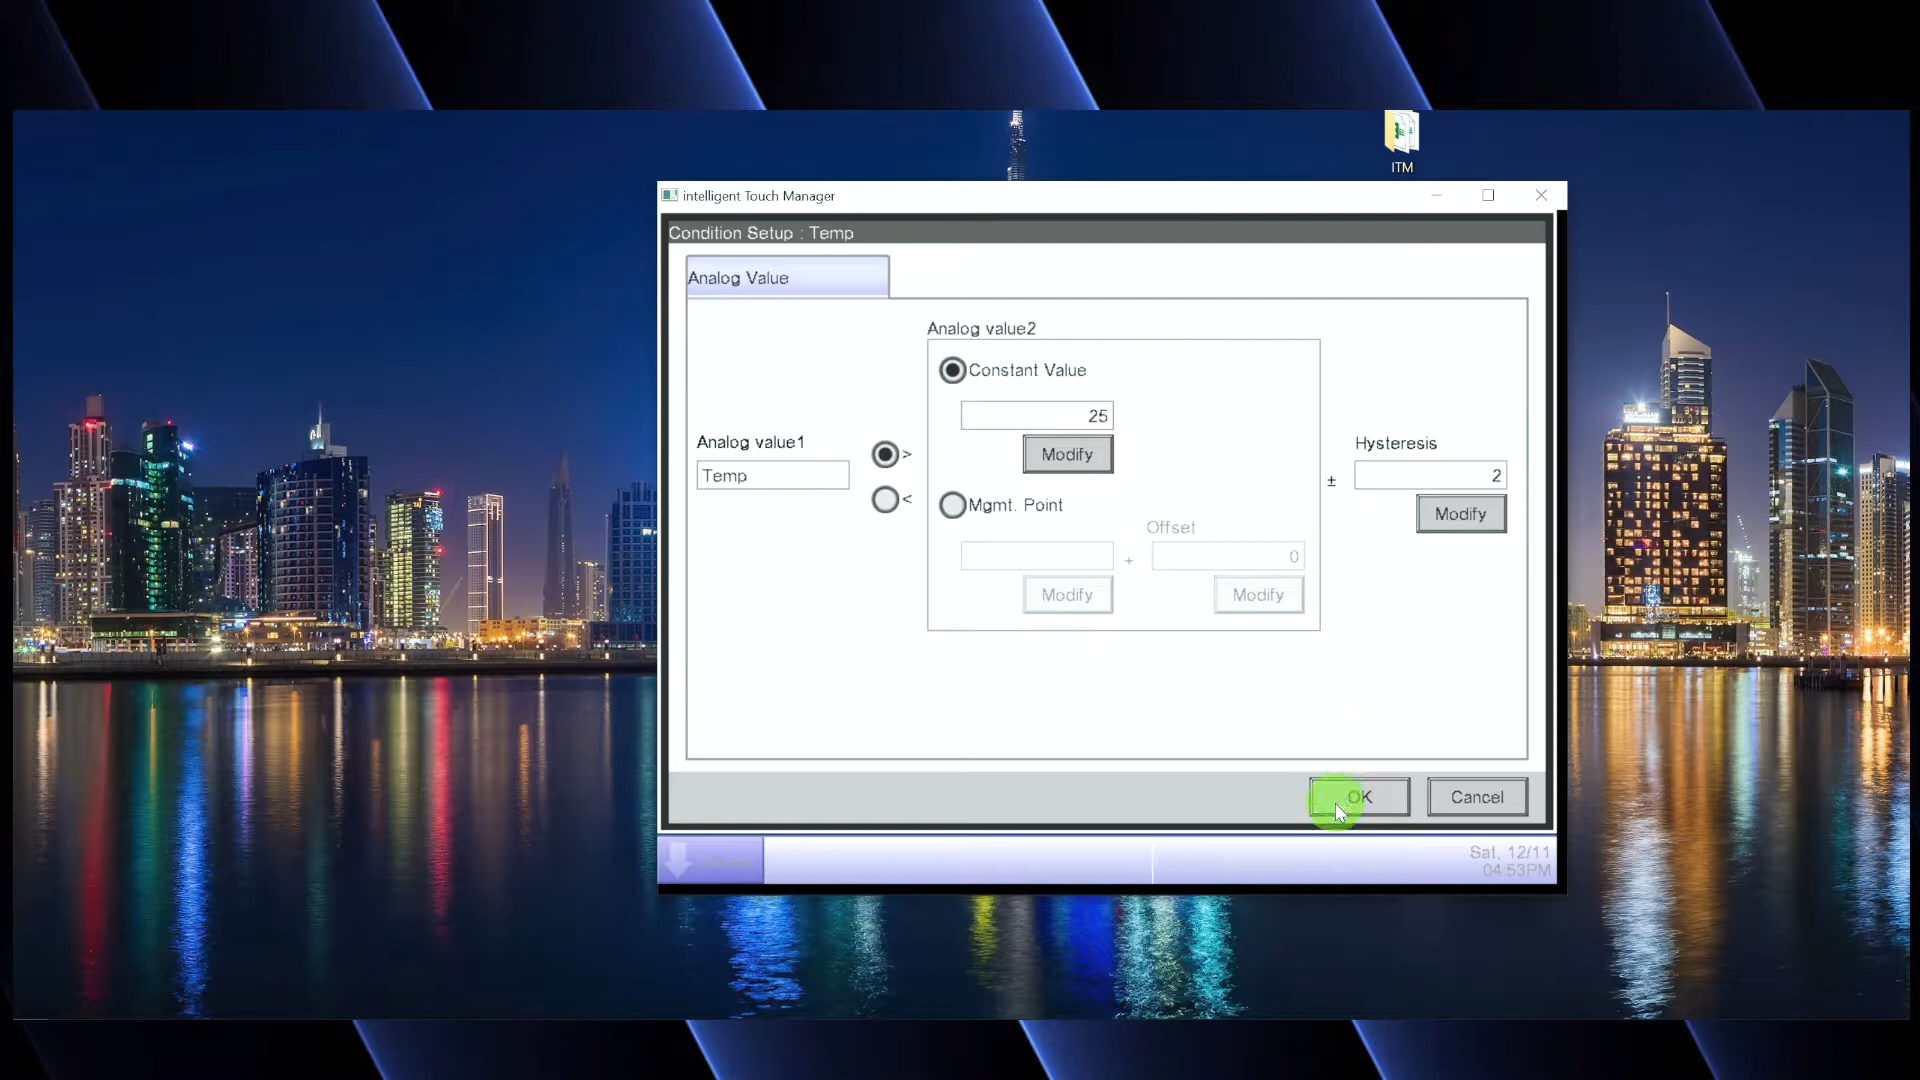 ITM
intelligent Touch Manager
Condition Setup : Temp
Analog Value
Analog value2
Constant Value
25
Analog value1
>
Modify
Hysteresis
Temp
±
2
<
Mgmt. Point
Modify
Offset
+
0
Modify
Modify
OK
Cancel
Sat, 12/11
04:53PM